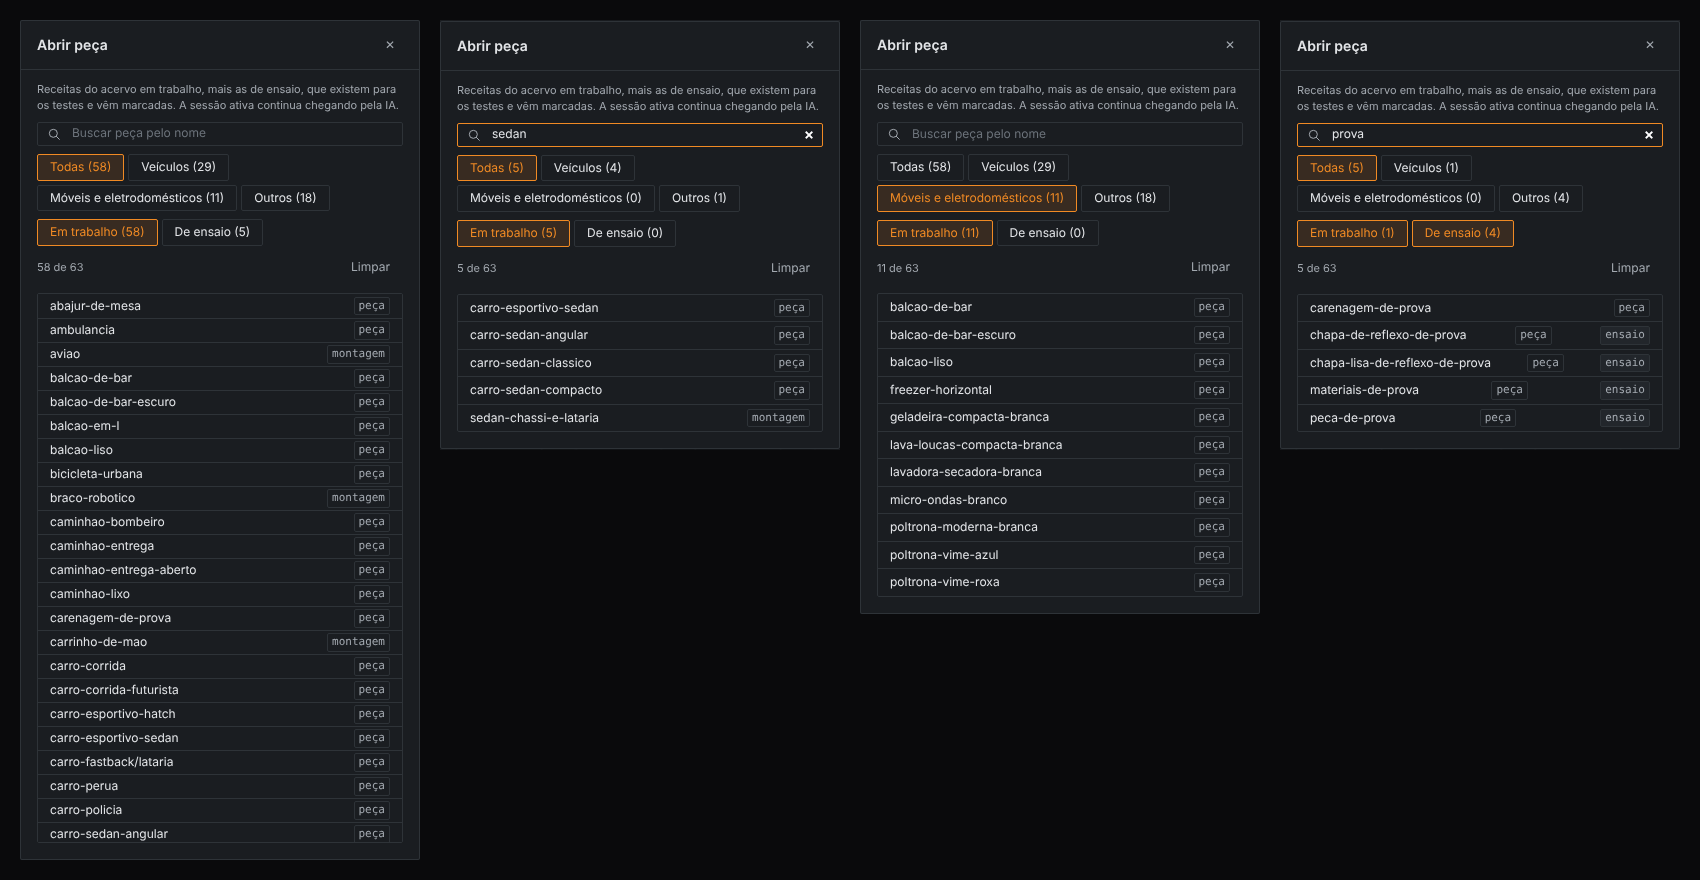 Abrir peça ×
Receitas do acervo em trabalho, mais as de ensaio, que existem para
os testes e vêm marcadas. A sessão ativa continua chegando pela IA.
Buscar peça pelo nome
Todas (58) Veículos (29)
Móveis e eletrodomésticos (11) Outros (18)
Em trabalho (58) De ensaio (5)
58 de 63 Limpar
abajur-de-mesa peça
ambulancia peça
aviao montagem
balcao-de-bar peça
balcao-de-bar-escuro peça
balcao-em-l peça
balcao-liso peça
bicicleta-urbana peça
braco-robotico montagem
caminhao-bombeiro peça
caminhao-entrega peça
caminhao-entrega-aberto peça
caminhao-lixo peça
carenagem-de-prova peça
carrinho-de-mao montagem
carro-corrida peça
carro-corrida-futurista peça
carro-esportivo-hatch peça
carro-esportivo-sedan peça
carro-fastback/lataria peça
carro-perua peça
carro-policia peça
carro-sedan-angular peça
Abrir peça ×
Receitas do acervo em trabalho, mais as de ensaio, que existem para
os testes e vêm marcadas. A sessão ativa continua chegando pela IA.
sedan ×
Todas (5) Veículos (4)
Móveis e eletrodomésticos (0) Outros (1)
Em trabalho (5) De ensaio (0)
5 de 63 Limpar
carro-esportivo-sedan peça
carro-sedan-angular peça
carro-sedan-classico peça
carro-sedan-compacto peça
sedan-chassi-e-lataria montagem
Abrir peça ×
Receitas do acervo em trabalho, mais as de ensaio, que existem para
os testes e vêm marcadas. A sessão ativa continua chegando pela IA.
Buscar peça pelo nome
Todas (58) Veículos (29)
Móveis e eletrodomésticos (11) Outros (18)
Em trabalho (11) De ensaio (0)
11 de 63 Limpar
balcao-de-bar peça
balcao-de-bar-escuro peça
balcao-liso peça
freezer-horizontal peça
geladeira-compacta-branca peça
lava-loucas-compacta-branca peça
lavadora-secadora-branca peça
micro-ondas-branco peça
poltrona-moderna-branca peça
poltrona-vime-azul peça
poltrona-vime-roxa peça
Abrir peça ×
Receitas do acervo em trabalho, mais as de ensaio, que existem para
os testes e vêm marcadas. A sessão ativa continua chegando pela IA.
prova ×
Todas (5) Veículos (1)
Móveis e eletrodomésticos (0) Outros (4)
Em trabalho (1) De ensaio (4)
5 de 63 Limpar
carenagem-de-prova peça
chapa-de-reflexo-de-prova peça ensaio
chapa-lisa-de-reflexo-de-prova peça ensaio
materiais-de-prova peça ensaio
peca-de-prova peça ensaio